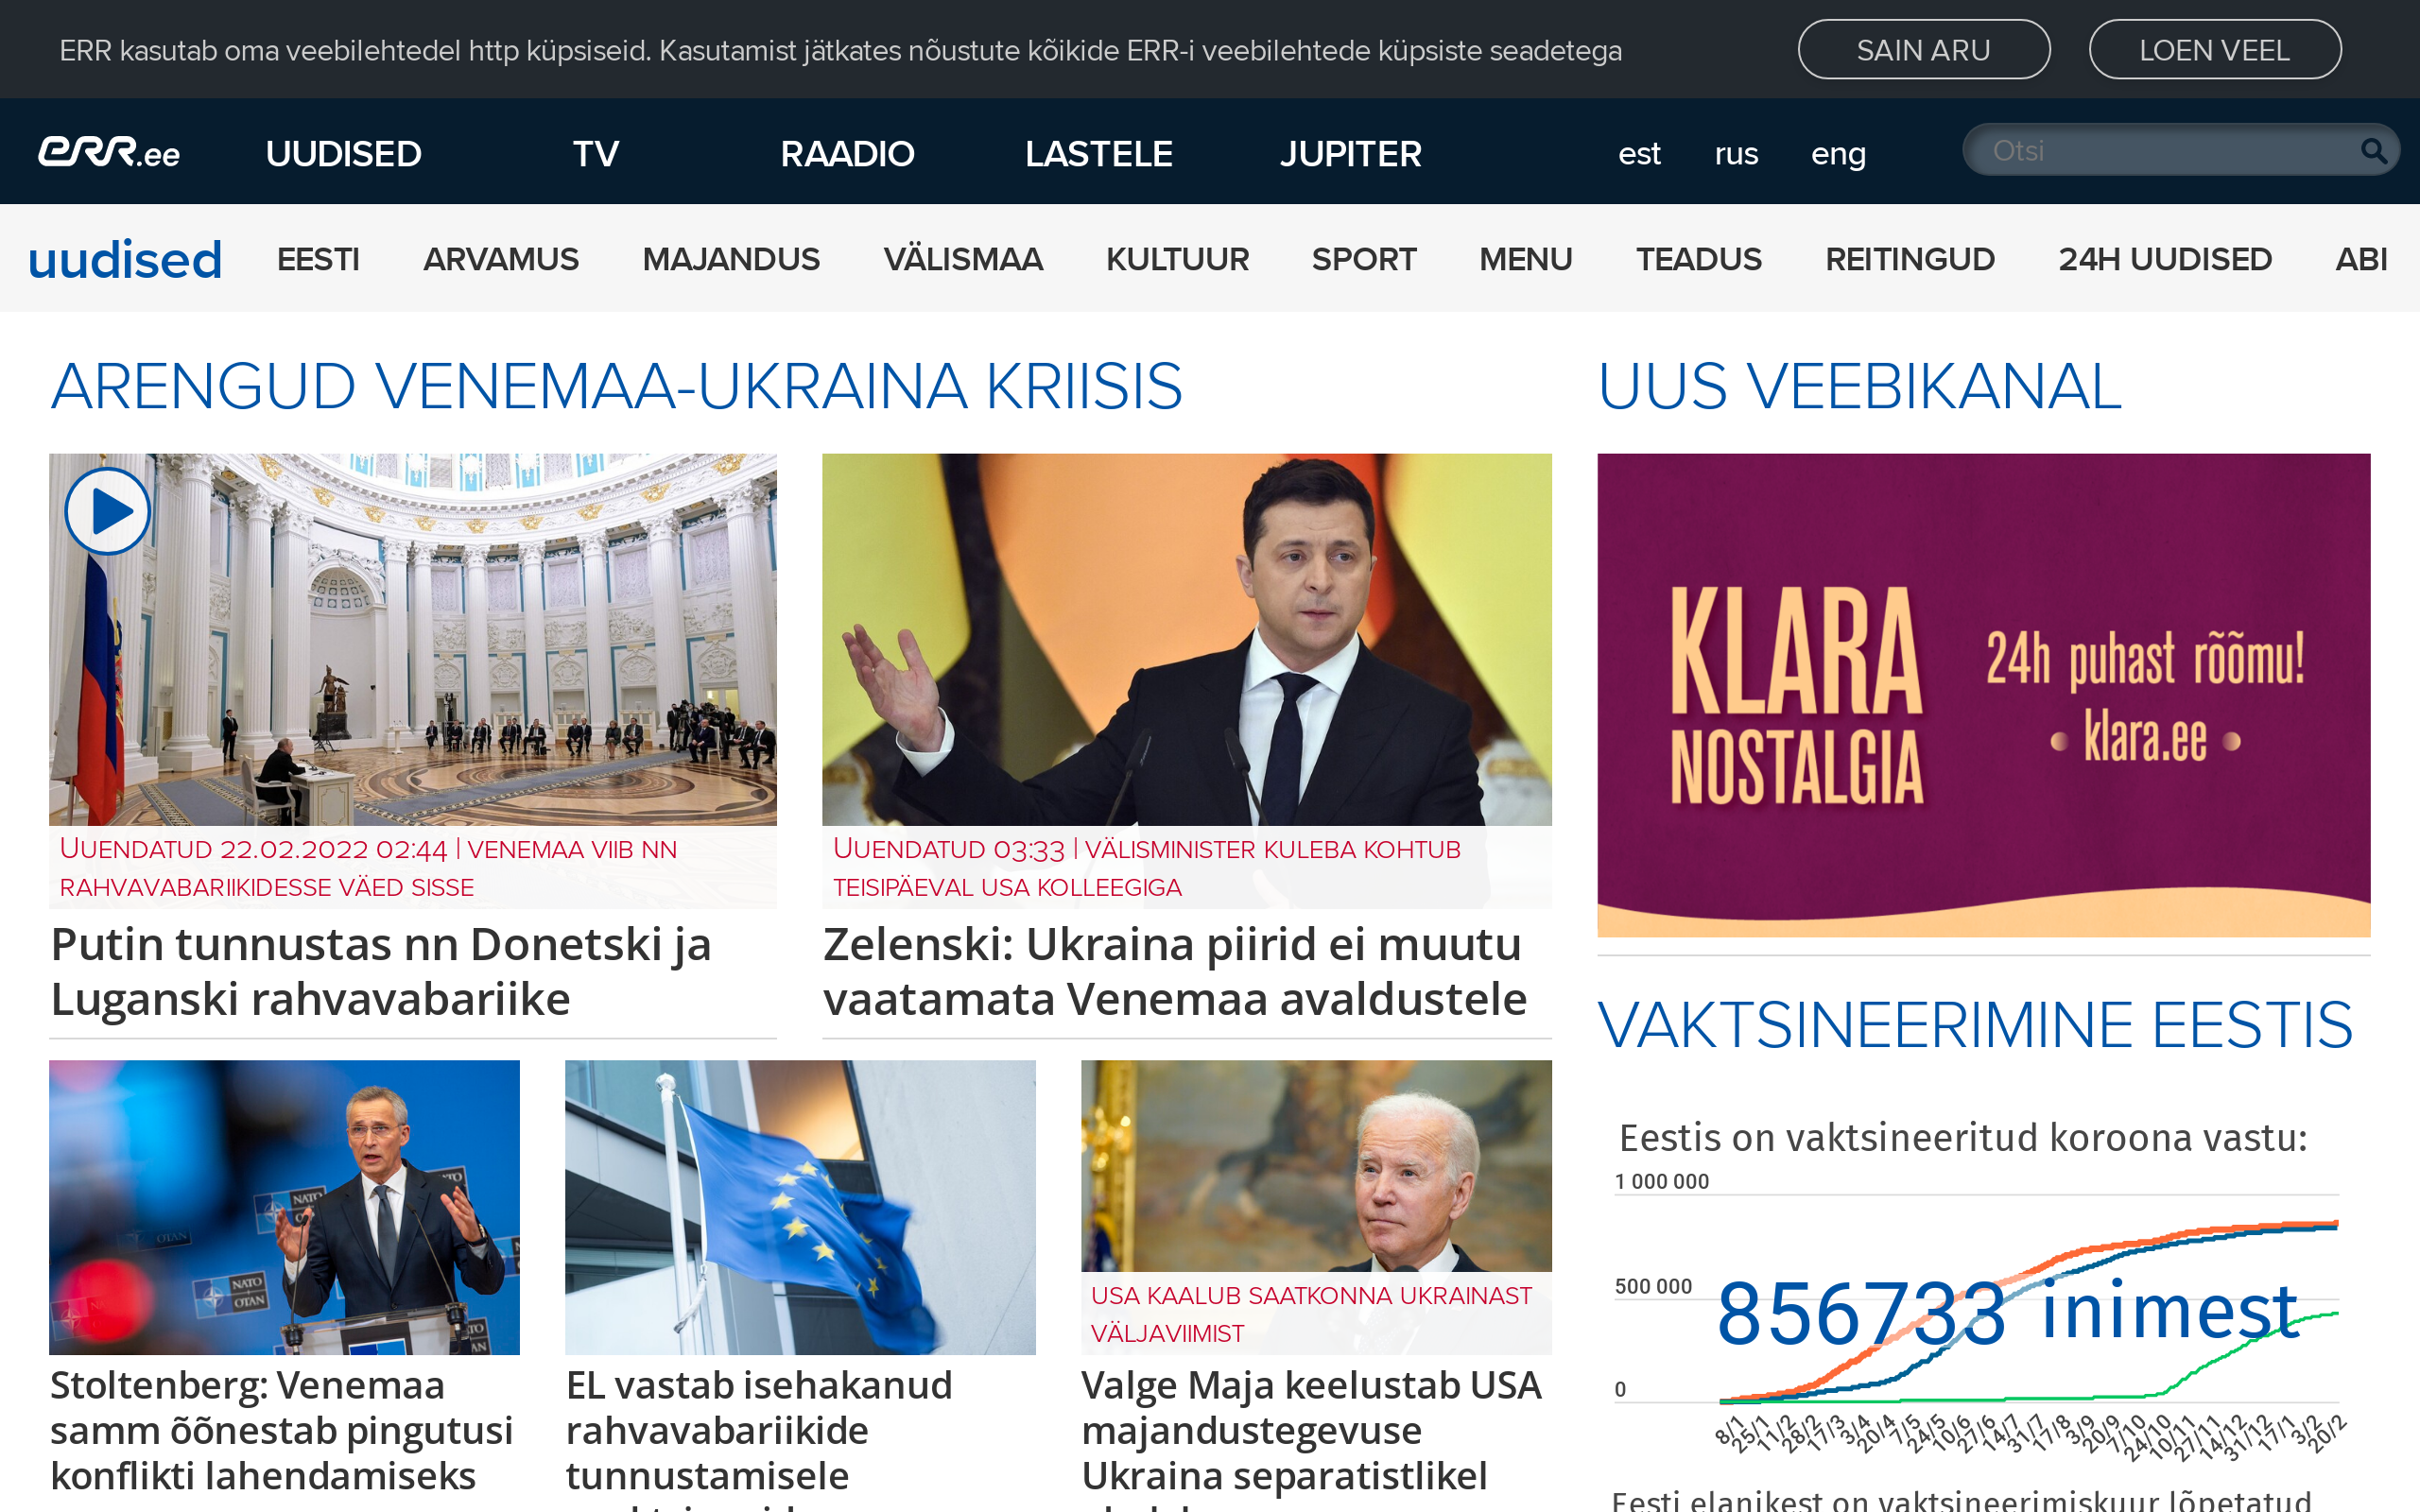 ERR kasutab oma veebilehtedel http küpsiseid. Kasutamist jätkates nõustute kõikide ERR-i veebilehtede küpsiste seadetega
SAIN ARU
LOEN VEEL
err.ee
UUDISED
TV
RAADIO
LASTELE
JUPITER
est
rus
eng
Otsi
uudised
EESTI
ARVAMUS
MAJANDUS
VÄLISMAA
KULTUUR
SPORT
MENU
TEADUS
REITINGUD
24H UUDISED
ABI
ARENGUD VENEMAA-UKRAINA KRIISIS
Uuendatud 22.02.2022 02:44 | VENEMAA VIIB NN
RAHVAVABARIIKIDESSE VÄED SISSE
Putin tunnustas nn Donetski ja
Luganski rahvavabariike
Uuendatud 03:33 | VÄLISMINISTER KULEBA KOHTUB
TEISIPÄEVAL USA KOLLEEGIGA
Zelenski: Ukraina piirid ei muutu
vaatamata Venemaa avaldustele
NATO
OTAN
NATO
OTAN
Stoltenberg: Venemaa
samm õõnestab pingutusi
konflikti lahendamiseks
EL vastab isehakanud
rahvavabariikide
tunnustamisele
USA KAALUB SAATKONNA UKRAINAST
VÄLJAVIIMIST
Valge Maja keelustab USA
majandustegevuse
Ukraina separatistlikel
UUS VEEBIKANAL
KLARA
NOSTALGIA
24h puhast rõõmu!
• klara.ee •
VAKTSINEERIMINE EESTIS
Eestis on vaktsineeritud koroona vastu:
1 000 000
500 000
0
856733 inimest
8/1 25/1 11/2 28/2 17/3 3/4 20/4 7/5 24/5 10/6 27/6 14/7 31/7 17/8 3/9 20/9 7/10 24/10 10/11 27/11 14/12 31/12 17/1 3/2 20/2
Eesti elanikest on vaktsineerimiskuur lõpetatud